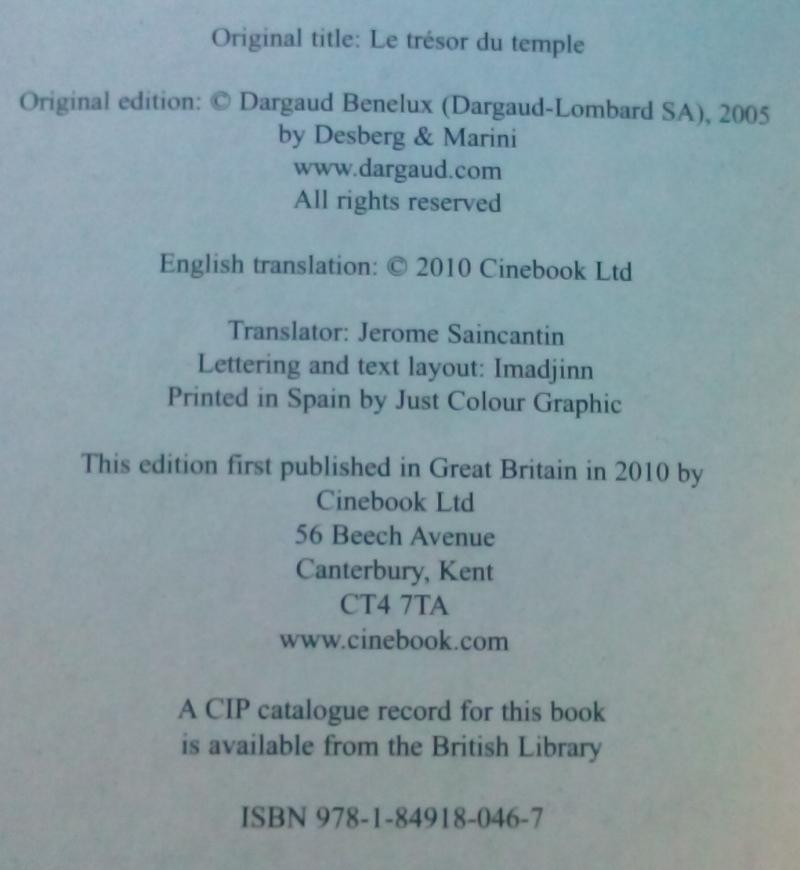 Original title: Le trésor du temple
Original edition: © Dargaud Benelux (Dargaud-Lombard SA), 2005
by Desberg & Marini
www.dargaud.com
All rights reserved
English translation: © 2010 Cinebook Ltd
Translator: Jerome Saincantin
Lettering and text layout: Imadjinn
Printed in Spain by Just Colour Graphic
This edition first published in Great Britain in 2010 by
Cinebook Ltd
56 Beech Avenue
Canterbury, Kent
CT4 7TA
www.cinebook.com
A CIP catalogue record for this book
is available from the British Library
ISBN 978-1-84918-046-7